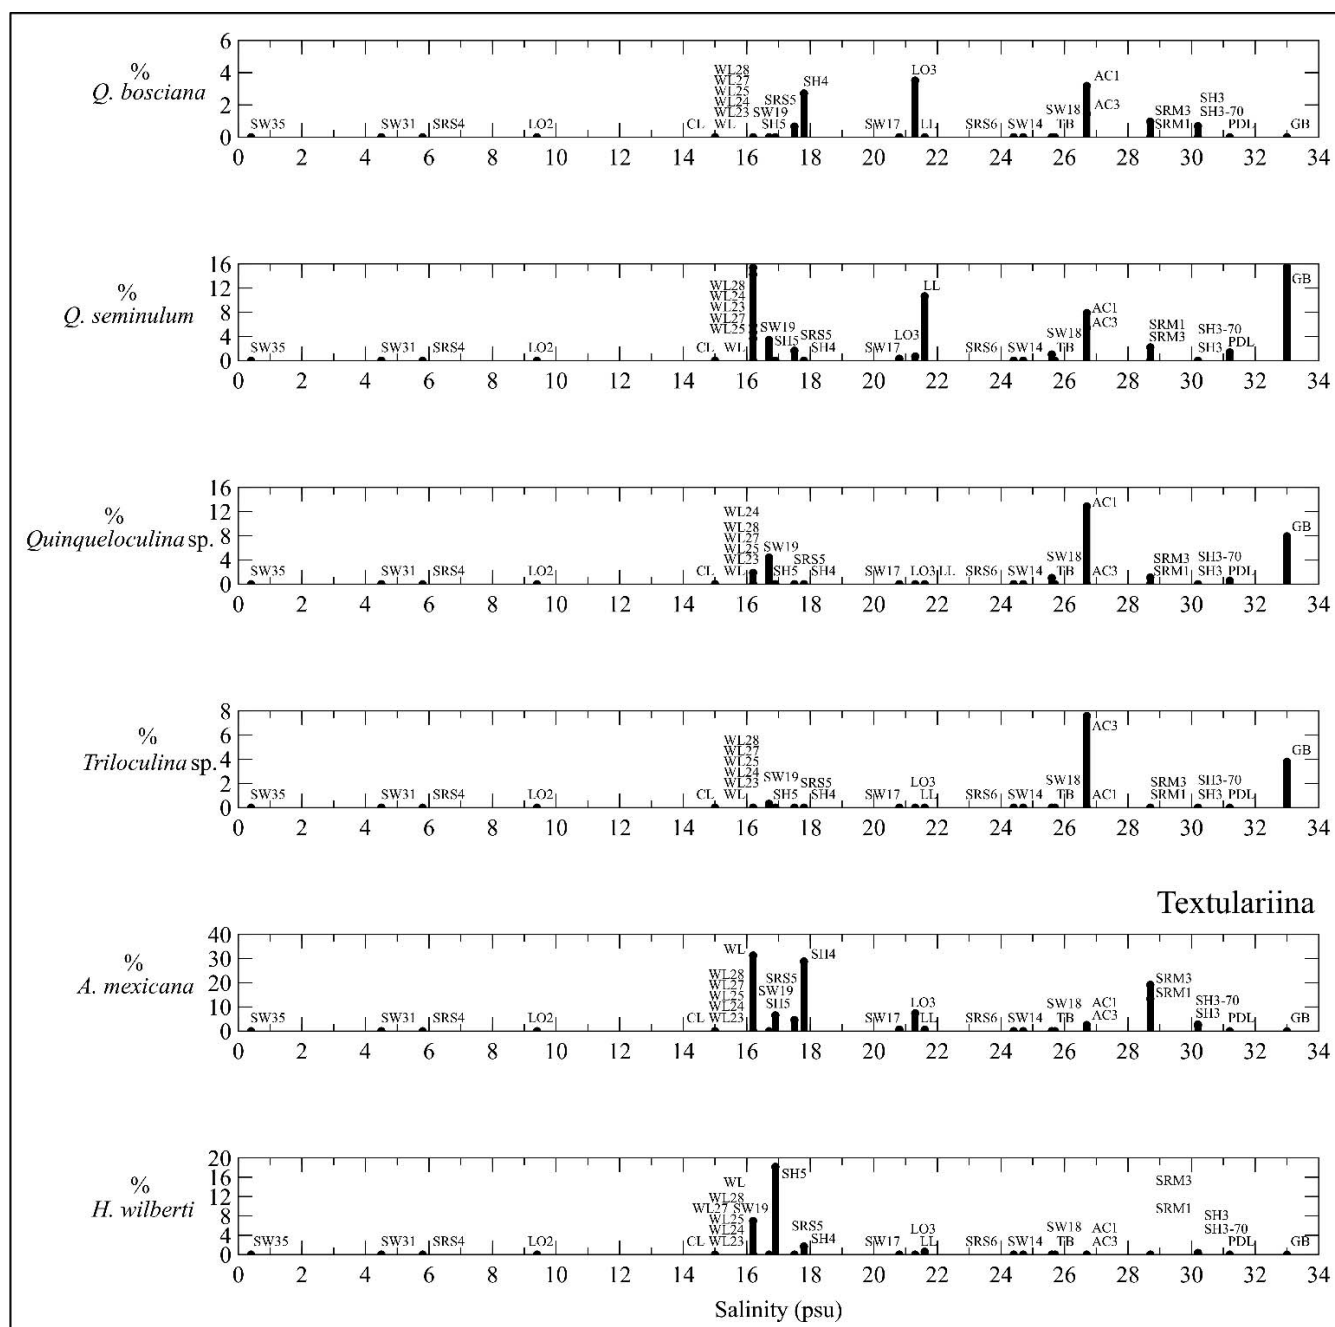 6
%
4
Q. bosciana
2
0
WL28
WL27
WL25
WL24
WL23 SW19
SRS5
SH4
LO3
AC1
AC3
SH3
SH3-70
SW35 SW31 SRS4 LO2 CL WL SH5 SW17 LL SRS6 SW14 SW18 TB SRM3 SRM1 PDL GB
0 2 4 6 8 10 12 14 16 18 20 22 24 26 28 30 32 34
16
%
12
Q. seminulum
8
4
0
WL28
WL24
WL23
WL27
WL25
SW19
SRS5
LL
LO3
GB
AC1
AC3
SRM1
SRM3
SH3-70
PDL
SW35 SW31 SRS4 LO2 CL WL SH5 SH4 SW17 SRS6 SW14 SW18 TB SH3
0 2 4 6 8 10 12 14 16 18 20 22 24 26 28 30 32 34
16
%
12
Quinqueloculina sp.
8
4
0
WL24
WL28
WL27
WL25
WL23
SW19
SRS5
AC1
GB
SW18
SRM3
SRM1
SH3-70
SW35 SW31 SRS4 LO2 CL WL SH5 SH4 SW17 LO3 LL SRS6 SW14 TB AC3 SH3 PDL
0 2 4 6 8 10 12 14 16 18 20 22 24 26 28 30 32 34
8
%
6
Triloculina sp.
4
2
0
WL28
WL27
WL25
WL24
WL23
SW19
SRS5
LO3
AC3
GB
SW18
SRM3
SRM1
SH3-70
SW35 SW31 SRS4 LO2 CL WL SH5 SH4 SW17 LL SRS6 SW14 TB AC1 SH3 PDL
0 2 4 6 8 10 12 14 16 18 20 22 24 26 28 30 32 34
Textulariina
40
%
30
A. mexicana
20
10
0
WL
WL28
WL27
WL25
WL24
WL23
SRS5
SW19
SH5
SH4
LO3
SW18
AC1
AC3
SRM3
SRM1
SH3-70
SH3
SW35 SW31 SRS4 LO2 CL SW17 LL SRS6 SW14 TB PDL GB
0 2 4 6 8 10 12 14 16 18 20 22 24 26 28 30 32 34
20
%
16
H. wilberti
12
8
4
0
WL
WL28
WL27 SW19
WL25
WL24
WL23
SH5
SRS5
SH4
LO3
SW18
AC1
AC3
SRM3
SRM1
SH3
SH3-70
SW35 SW31 SRS4 LO2 CL SW17 LL SRS6 SW14 TB PDL GB
0 2 4 6 8 10 12 14 16 18 20 22 24 26 28 30 32 34
Salinity (psu)